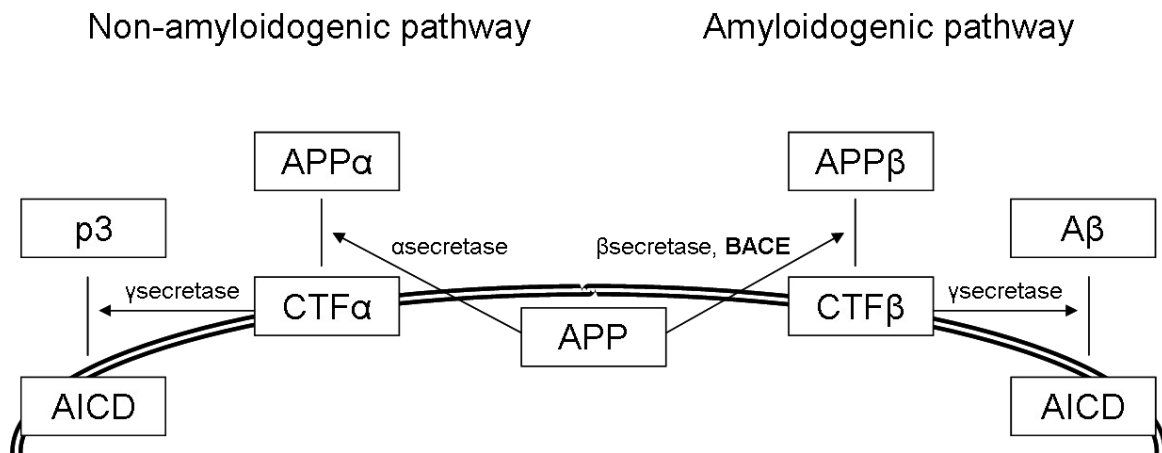 Non-amyloidogenic pathway
Amyloidogenic pathway
APPα
APPβ
p3
Aβ
αsecretase
βsecretase, BACE
γsecretase
CTFα
CTFβ
γsecretase
APP
AICD
AICD